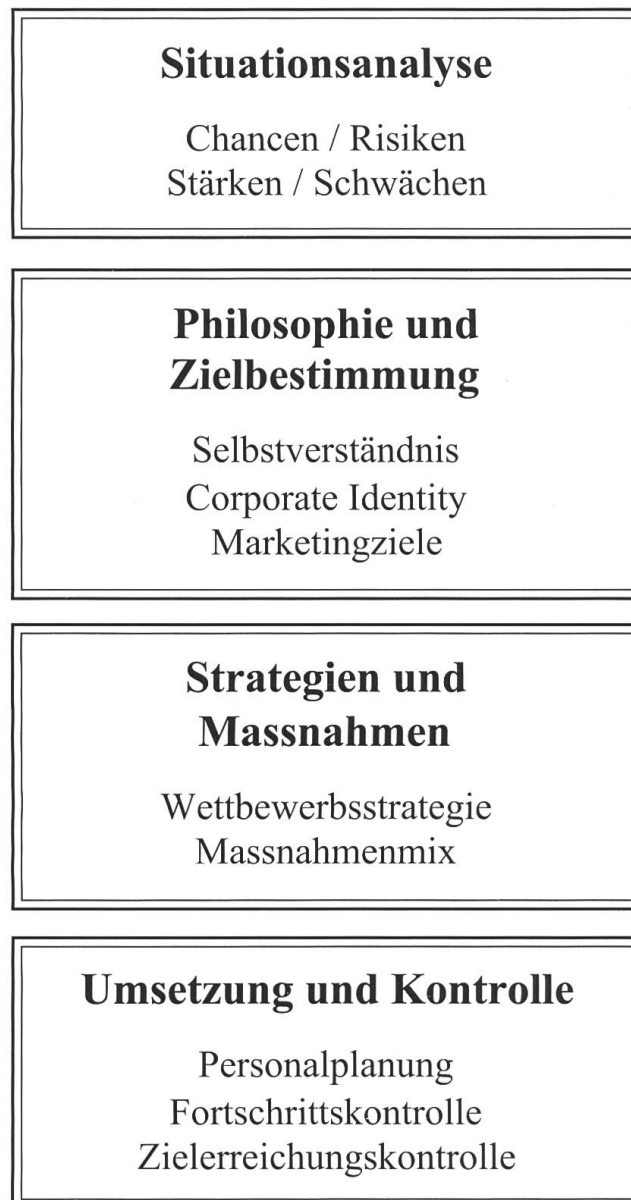 Situationsanalyse
Chancen / Risiken
Stärken / Schwächen
Philosophie und
Zielbestimmung
Selbstverständnis
Corporate Identity
Marketingziele
Strategien und
Massnahmen
Wettbewerbsstrategie
Massnahmenmix
Umsetzung und Kontrolle
Personalplanung
Fortschrittskontrolle
Zielerreichungskontrolle